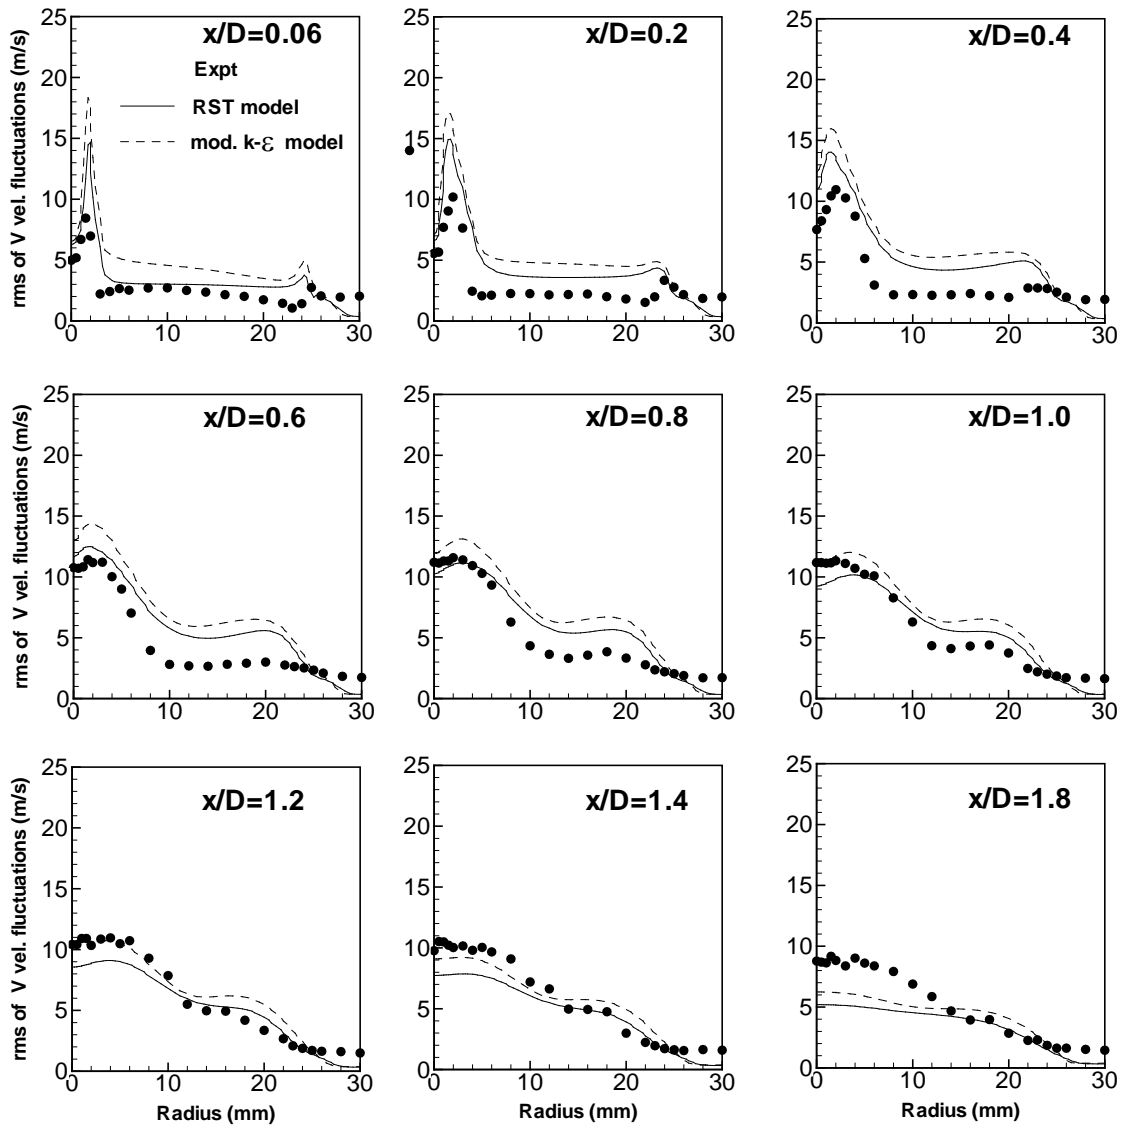 x/D=0.06
Expt
RST model
mod. k-ε model
rms of V vel. fluctuations (m/s)
25
20
15
10
5
0
0 10 20 30
x/D=0.2
25
20
15
10
5
0
0 10 20 30
x/D=0.4
25
20
15
10
5
0
0 10 20 30
x/D=0.6
rms of V vel. fluctuations (m/s)
25
20
15
10
5
0
0 10 20 30
x/D=0.8
25
20
15
10
5
0
0 10 20 30
x/D=1.0
25
20
15
10
5
0
0 10 20 30
x/D=1.2
rms of V vel. fluctuations (m/s)
25
20
15
10
5
0
0 10 20 30
Radius (mm)
x/D=1.4
25
20
15
10
5
0
0 10 20 30
Radius (mm)
x/D=1.8
25
20
15
10
5
0
0 10 20 30
Radius (mm)